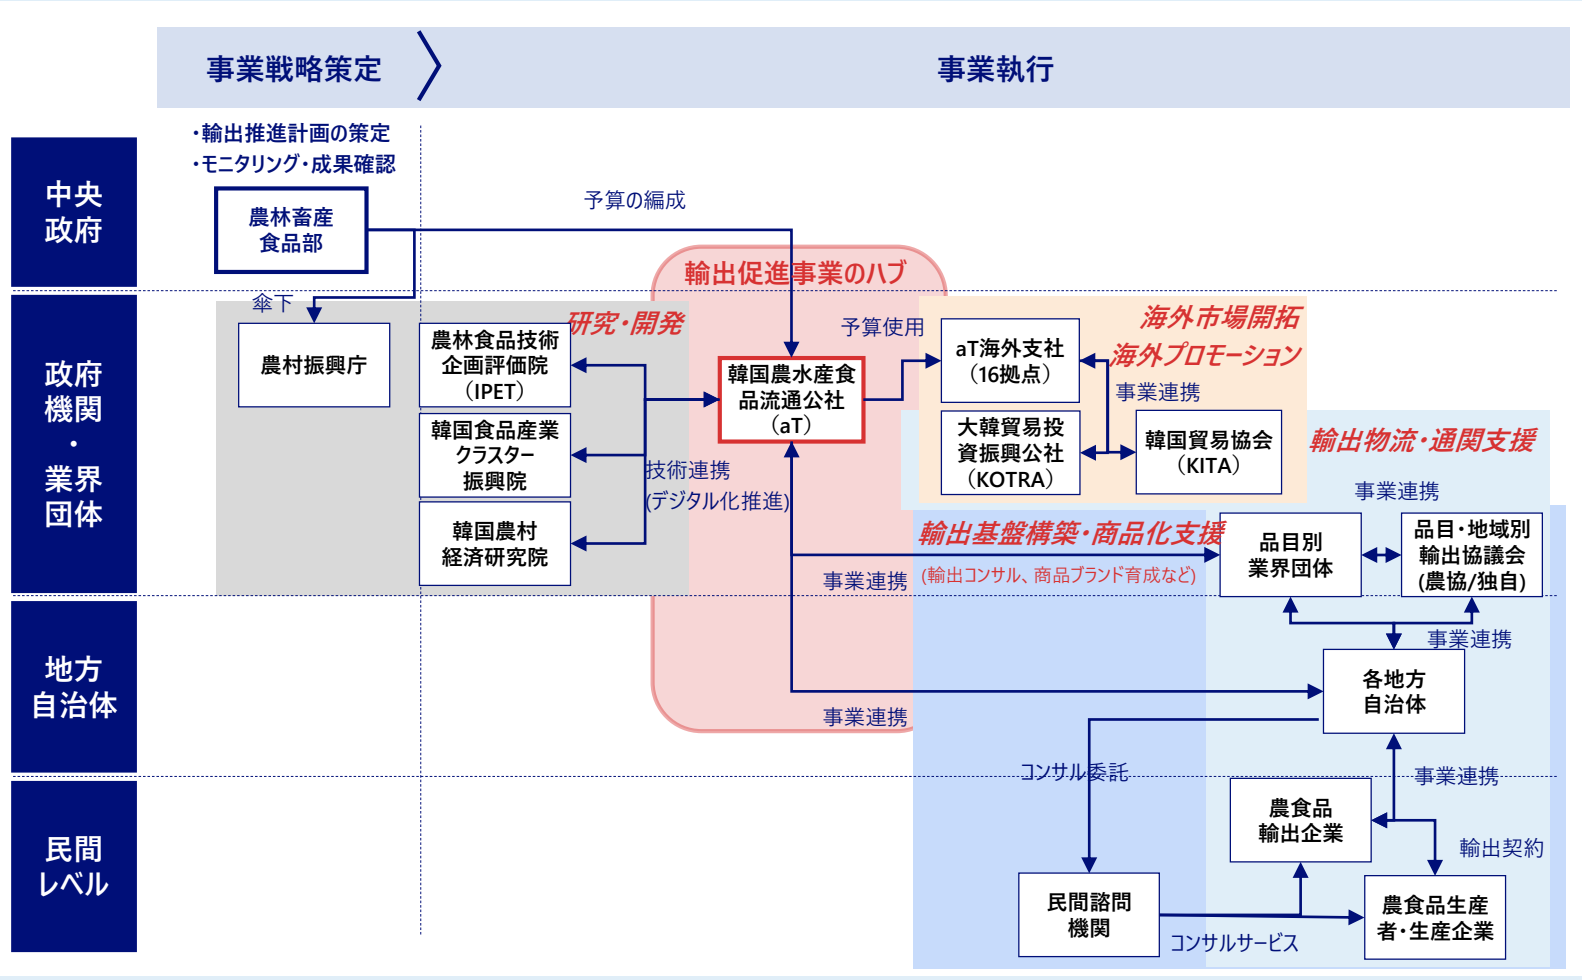 事業戦略策定
事業執行
・輸出推進計画の策定
・モニタリング・成果確認
中央
政府
農林畜産
食品部
予算の編成
輸出促進事業のハブ
傘下
政府
機関
・
業界
団体
農村振興庁
研究・開発
農林食品技術
企画評価院
（IPET）
韓国食品産業
クラスター
振興院
韓国農村
経済研究院
技術連携
(デジタル化推進)
韓国農水産食
品流通公社
（aT）
予算使用
海外市場開拓
海外プロモーション
aT海外支社
（16拠点）
事業連携
大韓貿易投
資振興公社
（KOTRA）
韓国貿易協会
（KITA）
輸出物流・通関支援
事業連携
輸出基盤構築・商品化支援
(輸出コンサル、商品ブランド育成など)
事業連携
品目別
業界団体
品目・地域別
輸出協議会
(農協/独自)
事業連携
地方
自治体
各地方
自治体
事業連携
コンサル委託
事業連携
民間
レベル
農食品
輸出企業
輸出契約
民間諮問
機関
農食品生産
者・生産企業
コンサルサービス